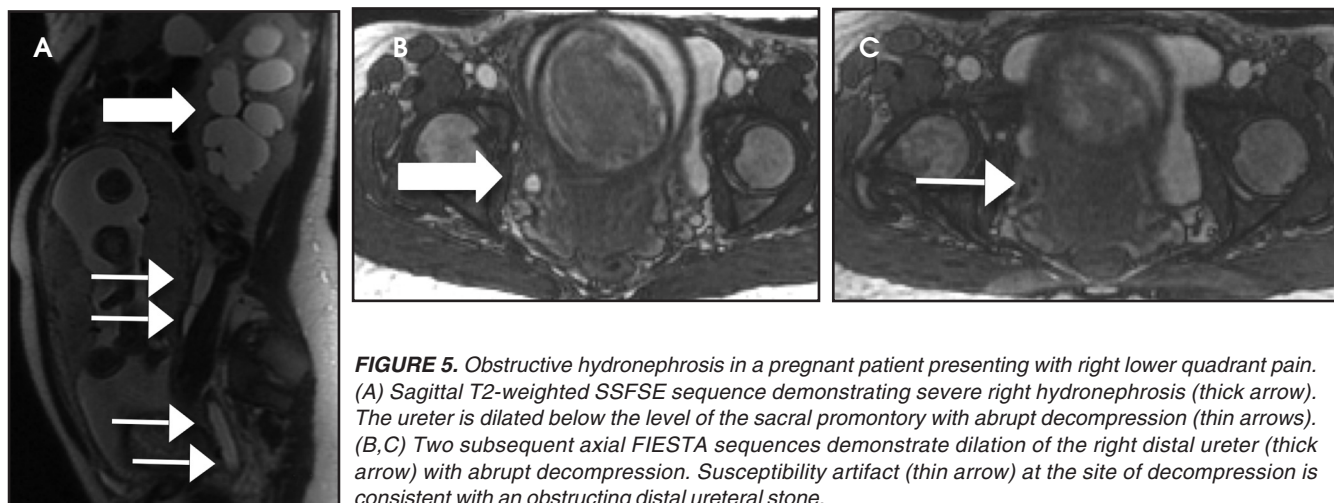 A
B
C
FIGURE 5. Obstructive hydronephrosis in a pregnant patient presenting with right lower quadrant pain.
(A) Sagittal T2-weighted SSFSE sequence demonstrating severe right hydronephrosis (thick arrow).
The ureter is dilated below the level of the sacral promontory with abrupt decompression (thin arrows).
(B,C) Two subsequent axial FIESTA sequences demonstrate dilation of the right distal ureter (thick
arrow) with abrupt decompression. Susceptibility artifact (thin arrow) at the site of decompression is
consistent with an obstructing distal ureteral stone.